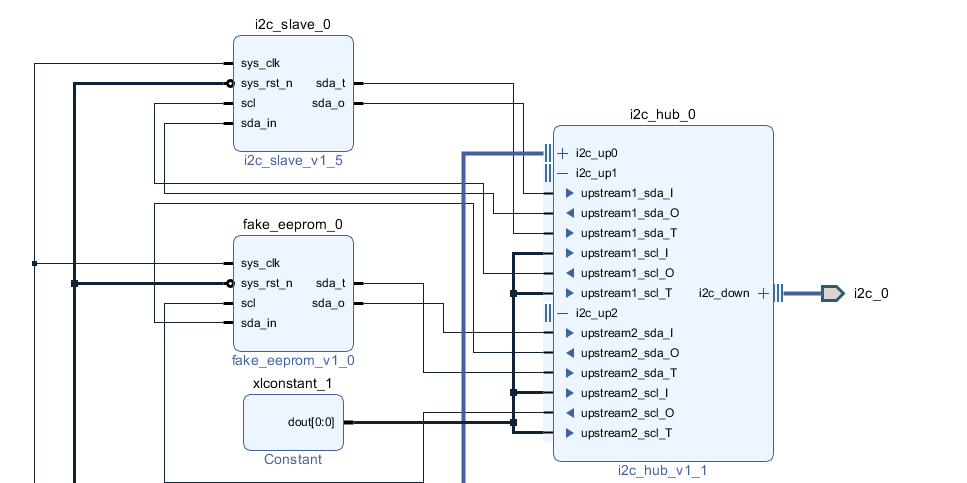 i2c_slave_0
sys_clk
sys_rst_n sda_t
scl sda_o
sda_in
i2c_slave_v1_5
fake_eeprom_0
sys_clk
sys_rst_n sda_t
scl sda_o
sda_in
fake_eeprom_v1_0
xlconstant_1
dout[0:0]
Constant
i2c_hub_0
i2c_up0
i2c_up1
upstream1_sda_I
upstream1_sda_O
upstream1_sda_T
upstream1_scl_I
upstream1_scl_O
upstream1_scl_T i2c_down
i2c_up2
upstream2_sda_I
upstream2_sda_O
upstream2_sda_T
upstream2_scl_I
upstream2_scl_O
upstream2_scl_T
i2c_hub_v1_1
i2c_0